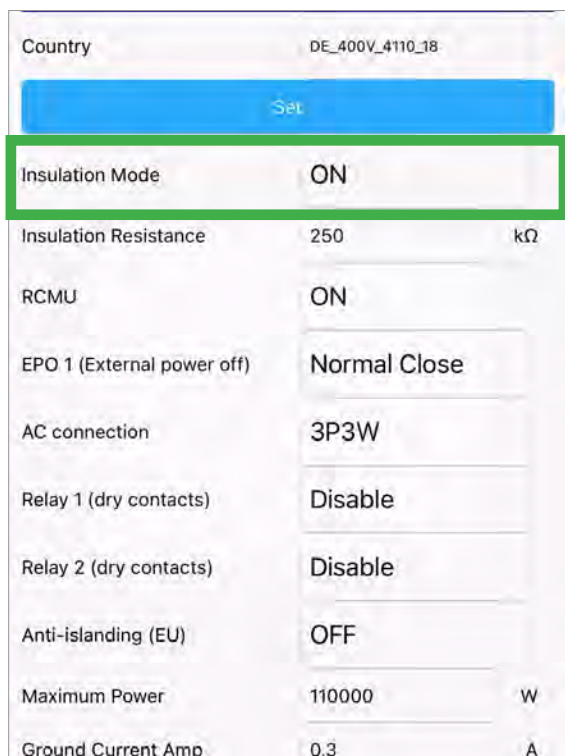 Country DE_400V_4110_18
Set
Insulation Mode ON
Insulation Resistance 250 kΩ
RCMU ON
EPO 1 (External power off) Normal Close
AC connection 3P3W
Relay 1 (dry contacts) Disable
Relay 2 (dry contacts) Disable
Anti-islanding (EU) OFF
Maximum Power 110000 W
Ground Current Amp 0.3 A